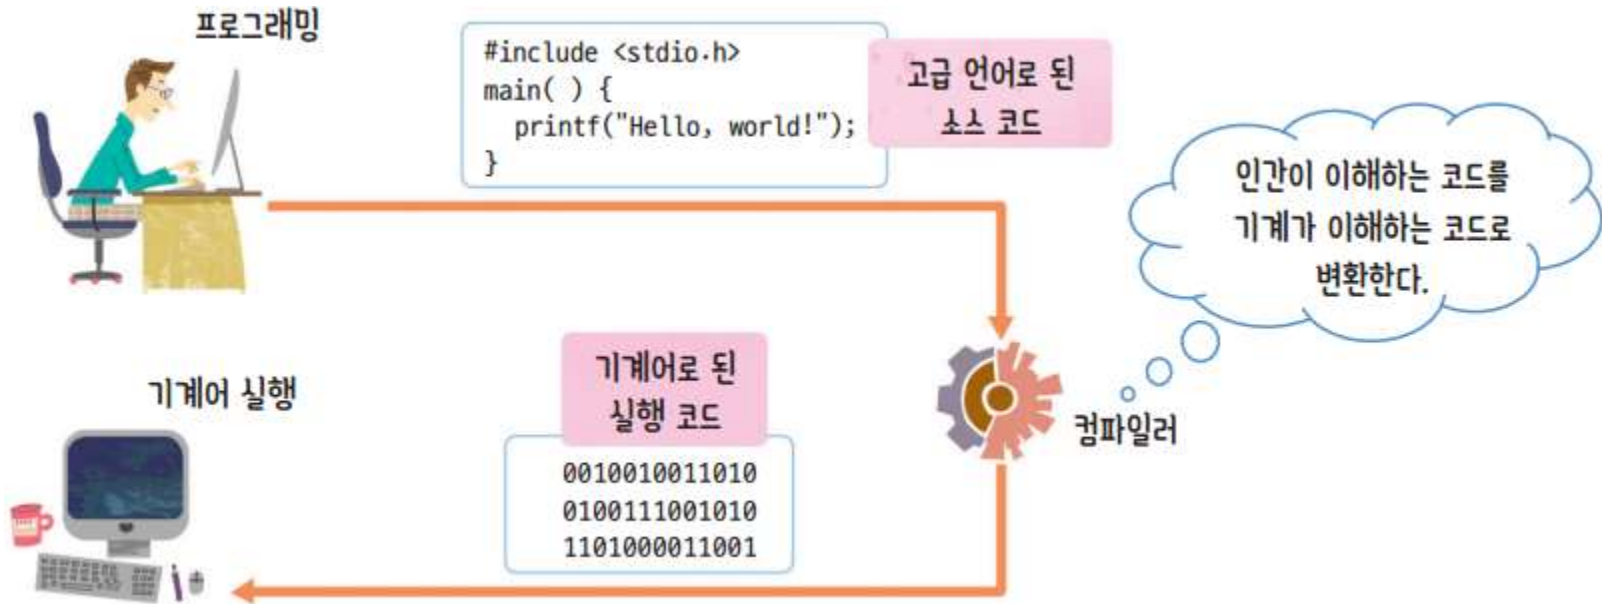 프로그래밍
#include <stdio.h>
main( ) {
  printf("Hello, world!");
}
고급 언어로 된
소스 코드
인간이 이해하는 코드를
기계가 이해하는 코드로
변환한다.
컴파일러
기계어로 된
실행 코드
0010010011010
0100111001010
1101000011001
기계어 실행